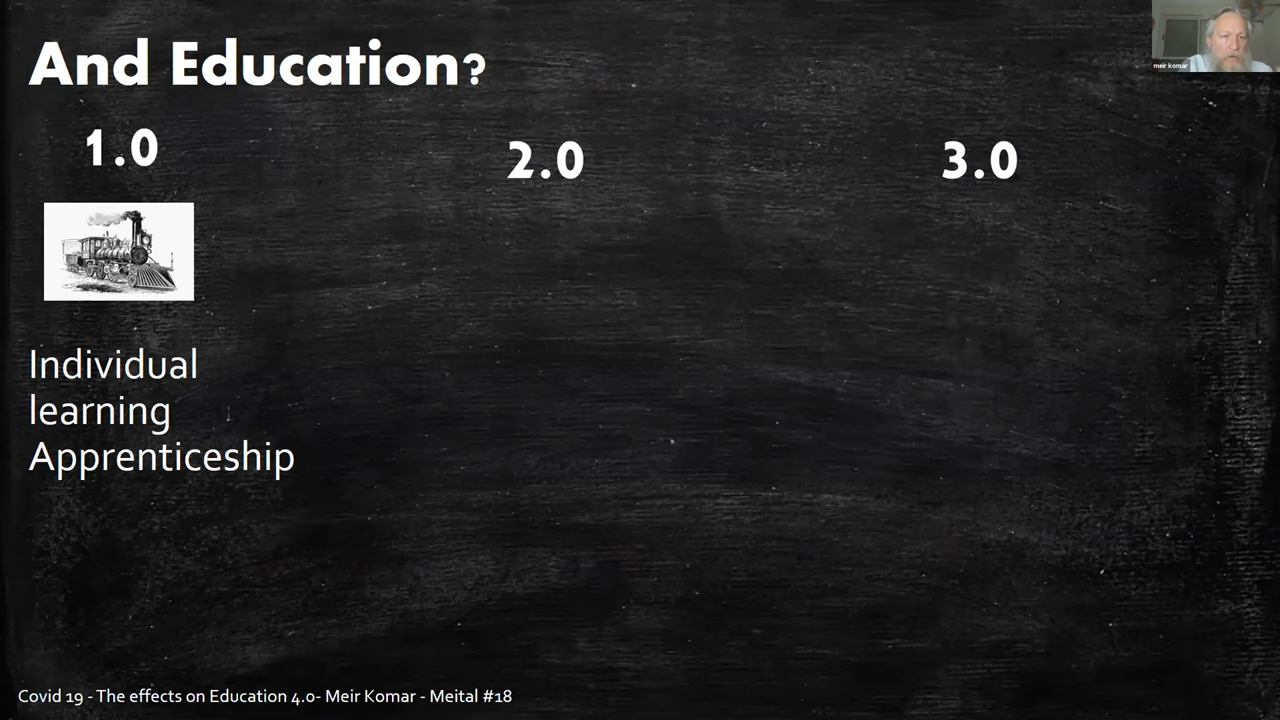 And Education?
meir komar
1.0
2.0
3.0
Individual
learning
Apprenticeship
Covid 19 - The effects on Education 4.0- Meir Komar - Meital #18